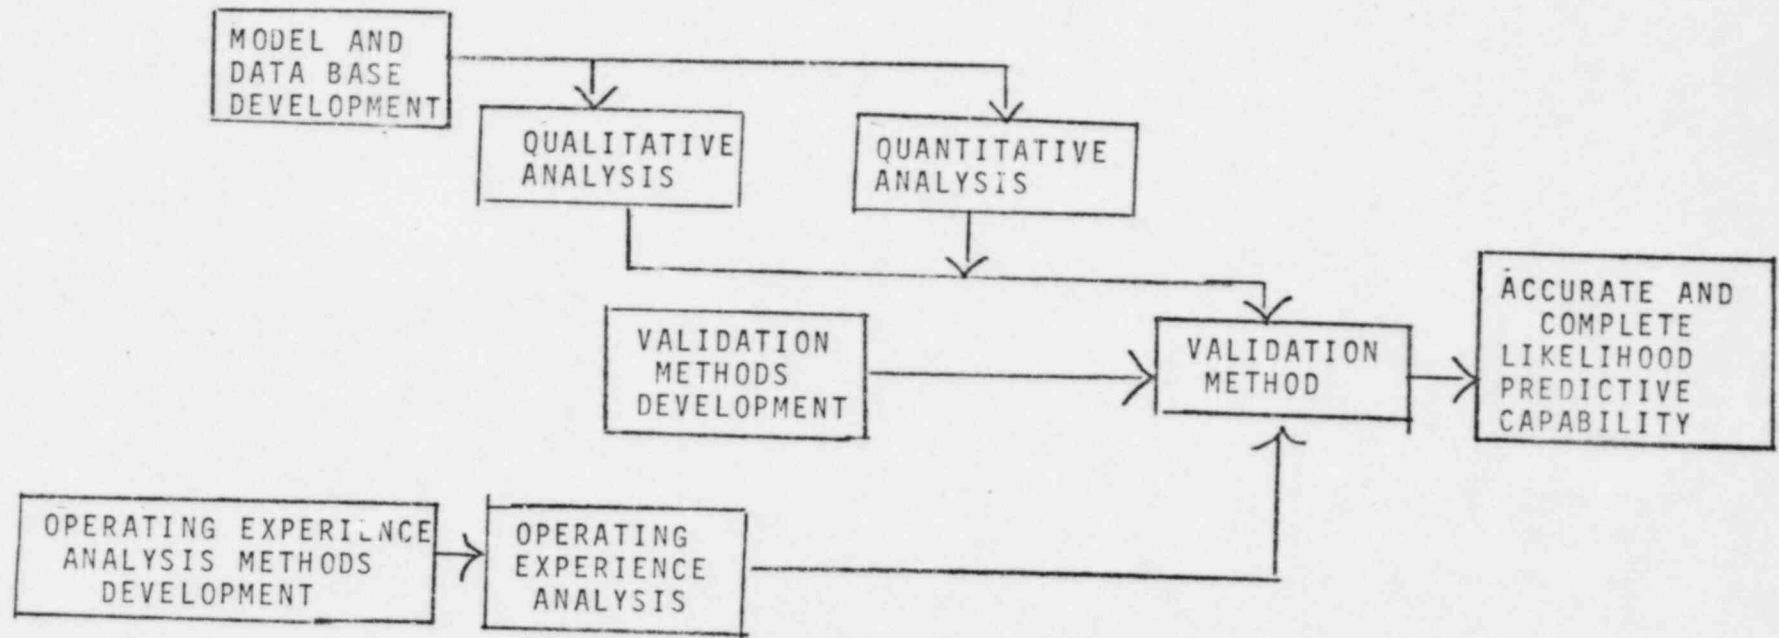 MODEL AND
DATA BASE
DEVELOPMENT
QUALITATIVE
ANALYSIS
QUANTITATIVE
ANALYSIS
VALIDATION
METHODS
DEVELOPMENT
VALIDATION
METHOD
ACCURATE AND
COMPLETE
LIKELIHOOD
PREDICTIVE
CAPABILITY
OPERATING EXPERIENCE
ANALYSIS METHODS
DEVELOPMENT
OPERATING
EXPERIENCE
ANALYSIS